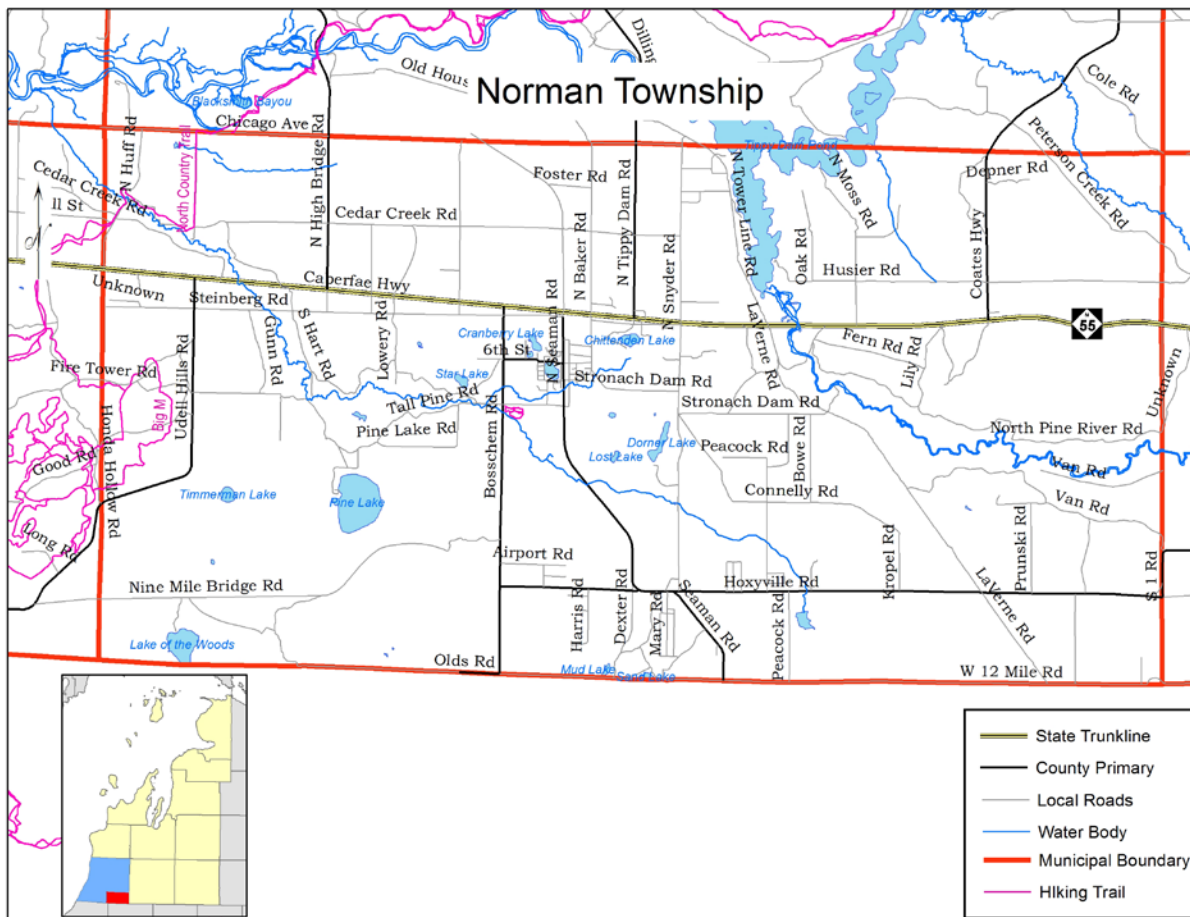 Norman Township
Old Hous
Dilling
Cole Rd
Blacksmith Bayou
Chicago Ave
Peterson Creek Rd
N Huff Rd
North Country Trail
N High Bridge Rd
Tippy Dam Pond
N Moss Rd
Depner Rd
Cedar Creek Rd
ll St
Foster Rd
N Tippy Dam Rd
N Tower Line Rd
Cedar Creek Rd
N Baker Rd
N Snyder Rd
Oak Rd
Husier Rd
Coates Hwy
Unknown
Steinberg Rd
Caberfae Hwy
M
55
Gunn Rd
S Hart Rd
Lowery Rd
Cranberry Lake
6th St
N Seaman Rd
Chittenden Lake
LaVerne Rd
Fern Rd
Lily Rd
Unknown
Fire Tower Rd
Udell Hills Rd
Star Lake
Stronach Dam Rd
Big M
Tall Pine Rd
Stronach Dam Rd
Honda Hollow Rd
Pine Lake Rd
Bosschem Rd
Dorner Lake
Peacock Rd
Bowe Rd
North Pine River Rd
Good Rd
Lost Lake
Van Rd
Timmerman Lake
Pine Lake
Connelly Rd
Van Rd
Long Rd
Airport Rd
Kropel Rd
Prunski Rd
Nine Mile Bridge Rd
Hoxyville Rd
S 1 Rd
Harris Rd
Dexter Rd
Mary Rd
Seaman Rd
Peacock Rd
LaVerne Rd
Lake of the Woods
Olds Rd
Mud Lake
Sand Lake
W 12 Mile Rd
State Trunkline
County Primary
Local Roads
Water Body
Municipal Boundary
HIking Trail